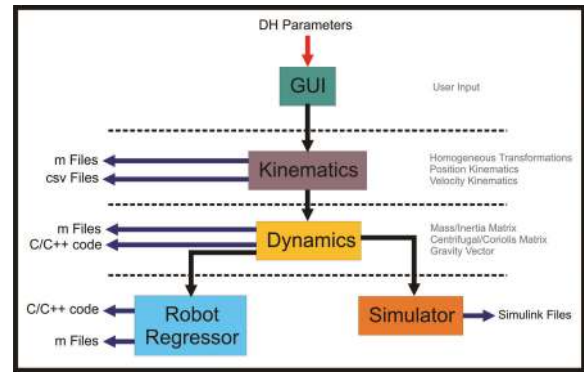 DH Parameters
GUI
User Input
m Files
csv Files
Kinematics
Homogeneous Transformations
Position Kinematics
Velocity Kinematics
m Files
C/C++ code
Dynamics
Mass/Inertia Matrix
Centrifugal/Coriolis Matrix
Gravity Vector
C/C++ code
m Files
Robot
Regressor
Simulator
Simulink Files